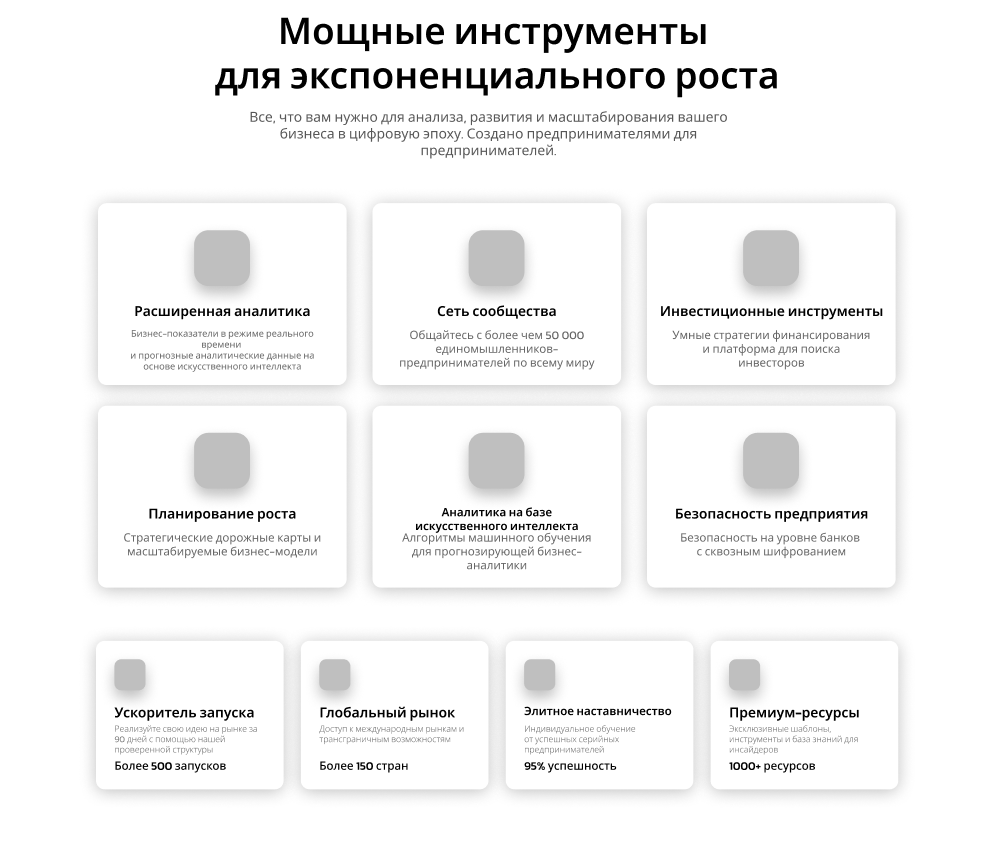 Мощные инструменты
для экспоненциального роста
Все, что вам нужно для анализа, развития и масштабирования вашего
бизнеса в цифровую эпоху. Создано предпринимателями для
предпринимателей.
Расширенная аналитика
Бизнес-показатели в режиме реального
времени
и прогнозные аналитические данные на
основе искусственного интеллекта
Сеть сообщества
Общайтесь с более чем 50 000
единомышленников-
предпринимателей по всему миру
Инвестиционные инструменты
Умные стратегии финансирования
и платформа для поиска
инвесторов
Планирование роста
Стратегические дорожные карты и
масштабируемые бизнес-модели
Аналитика на базе
искусственного интеллекта
Алгоритмы машинного обучения
для прогнозирующей бизнес-
аналитики
Безопасность предприятия
Безопасность на уровне банков
с сквозным шифрованием
Ускоритель запуска
Реализуйте свою идею на рынке за
90 дней с помощью нашей
проверенной структуры
Более 500 запусков
Глобальный рынок
Доступ к международным рынкам и
трансграничным возможностям
Более 150 стран
Элитное наставничество
Индивидуальное обучение
от успешных серийных
предпринимателей
95% успешность
Премиум-ресурсы
Эксклюзивные шаблоны,
инструменты и база знаний для
инсайдеров
1000+ ресурсов